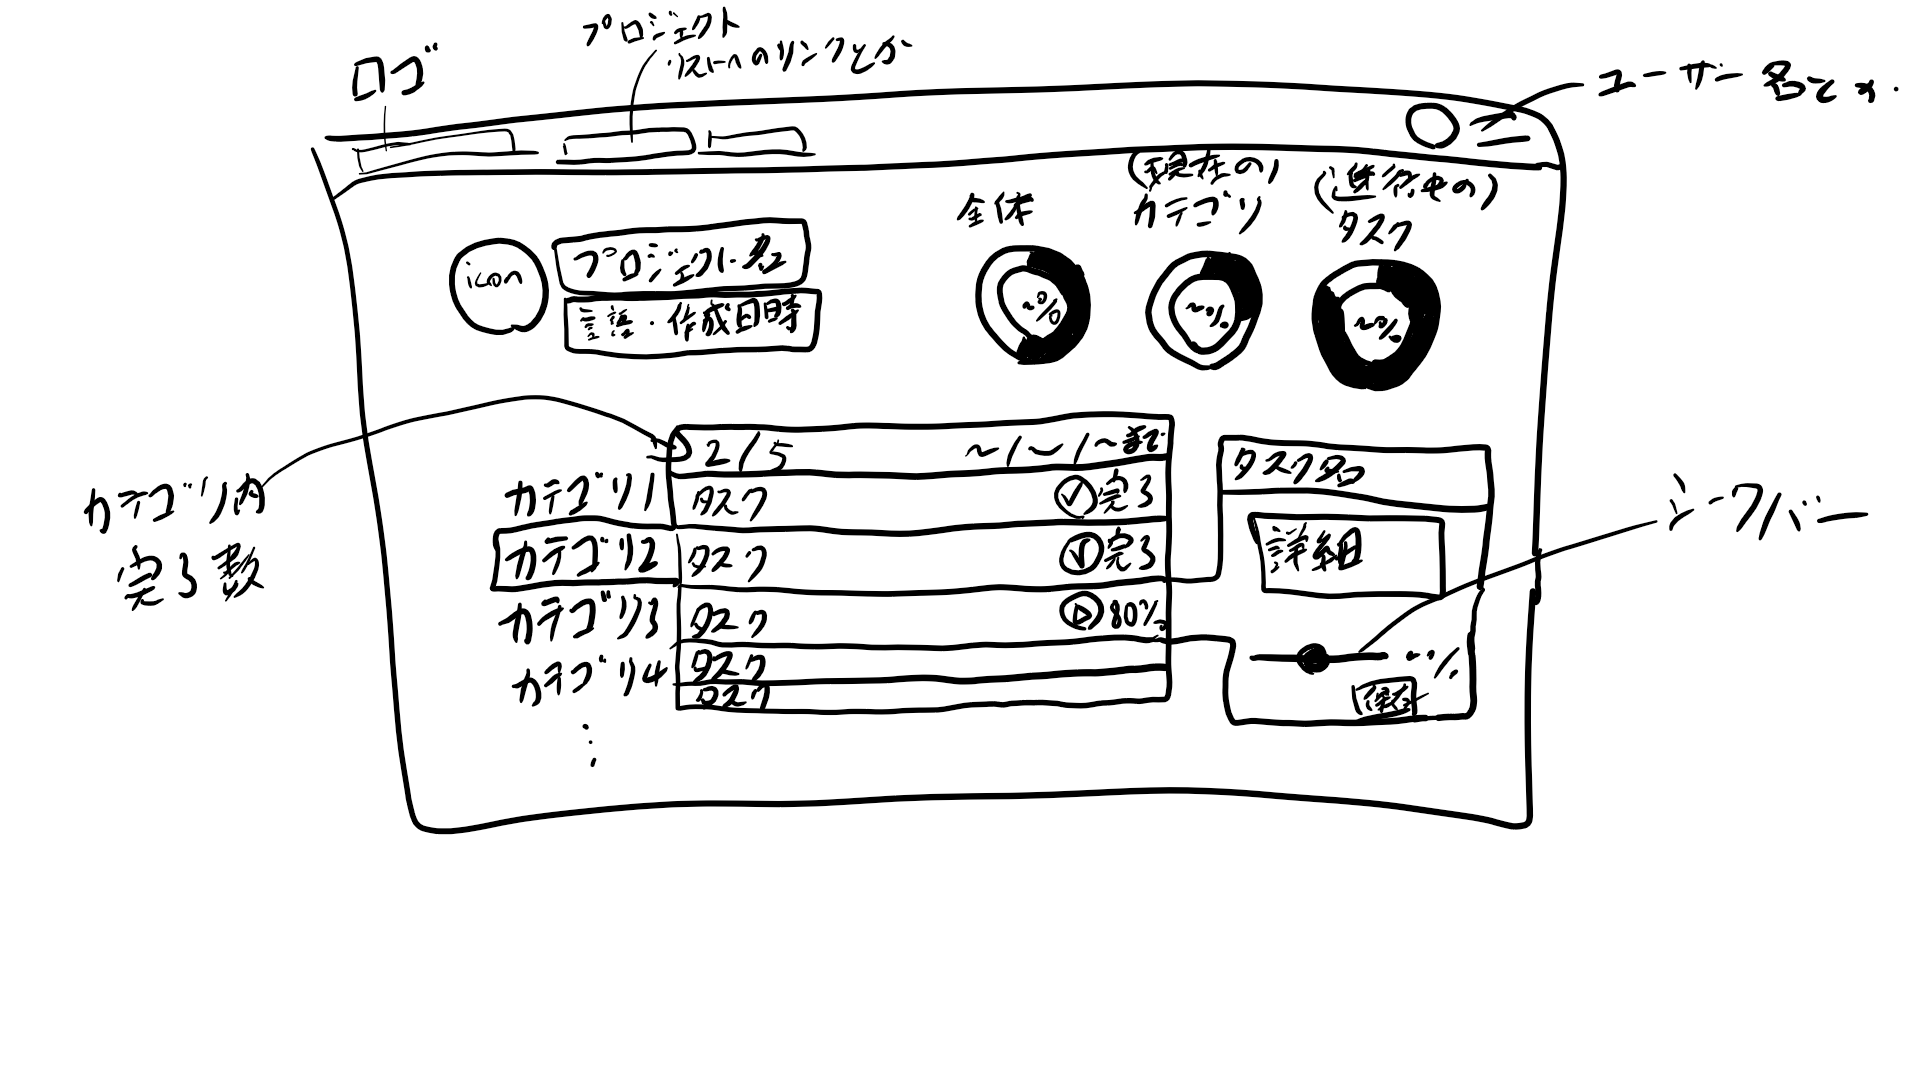 ロゴ
プロジェクト
リストへのリンクとか
ユーザー名とか.
(現在の)
カテゴリ
(進行中の)
タスク
全体
icon
プロジェクト名
言語・作成日時
~%
~%
~%
2/5
~/~/~まで
カテゴリ1
タスク
完了
カテゴリ2
タスク
完了
カテゴリ3
タスク
80%
カテゴリ4
タスク
タスク
⋮
カテゴリ内
完了数
タスク名
詳細
シークバー
‥%
保存